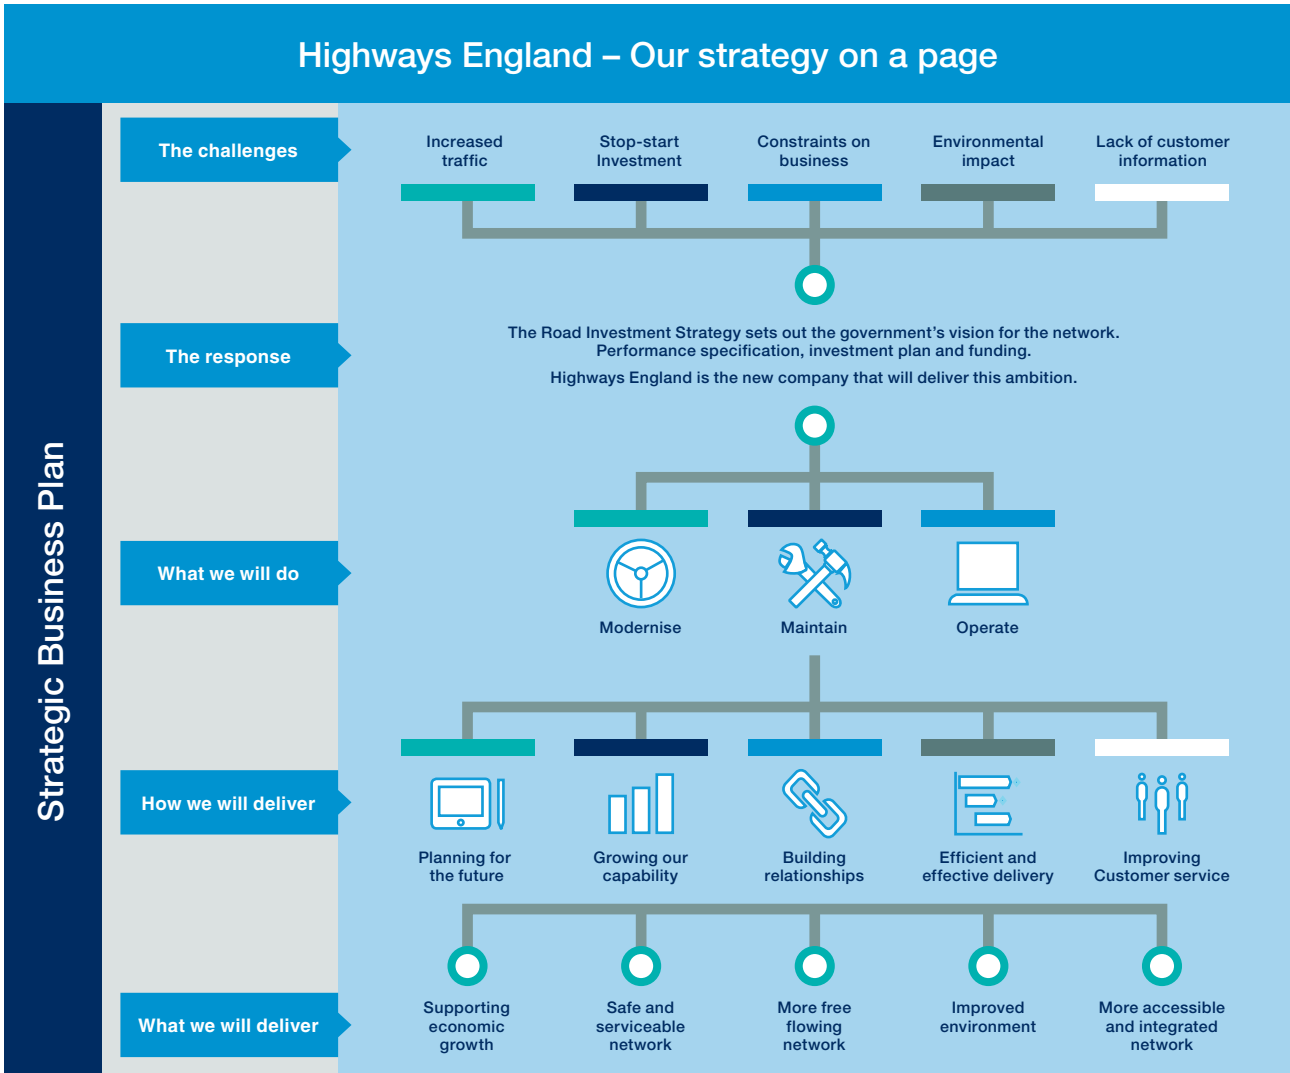 Highways England – Our strategy on a page
Strategic Business Plan
The challenges
Increased
traffic
Stop-start
Investment
Constraints on
business
Environmental
impact
Lack of customer
information
The response
The Road Investment Strategy sets out the government’s vision for the network.
Performance specification, investment plan and funding.
Highways England is the new company that will deliver this ambition.
What we will do
Modernise
Maintain
Operate
How we will deliver
Planning for
the future
Growing our
capability
Building
relationships
Efficient and
effective delivery
Improving
Customer service
What we will deliver
Supporting
economic
growth
Safe and
serviceable
network
More free
flowing
network
Improved
environment
More accessible
and integrated
network